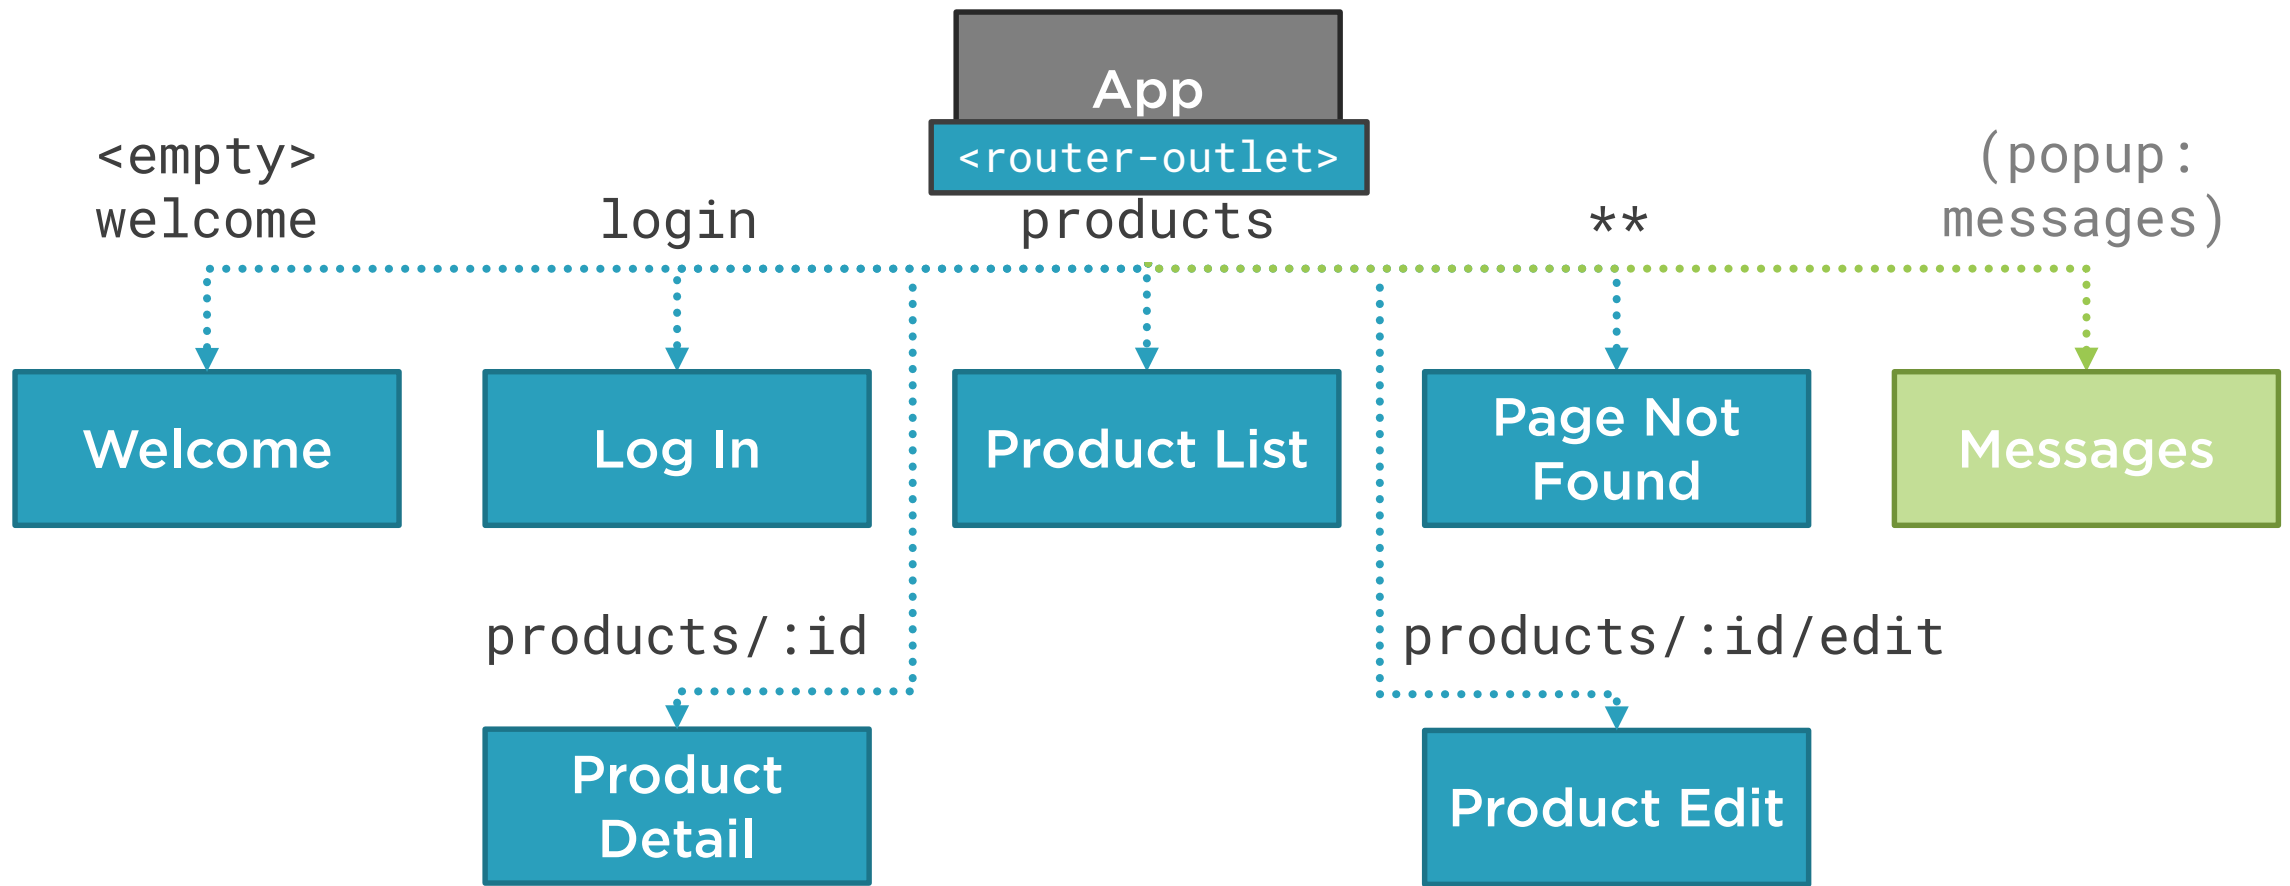 App
<router-outlet>
<empty>
welcome
login
products
**
(popup:
messages)
Welcome
Log In
Product List
Page Not
Found
Messages
products/:id
products/:id/edit
Product
Detail
Product Edit